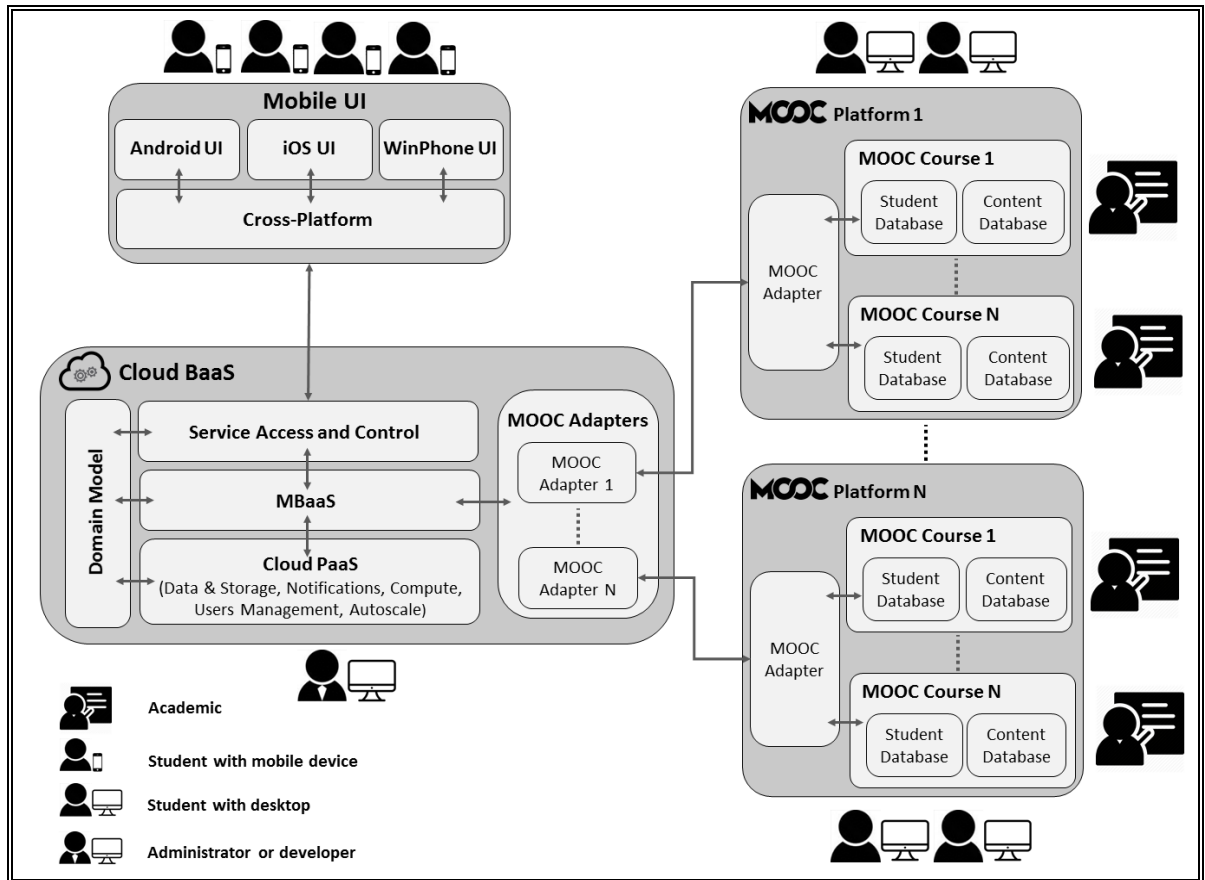 Mobile UI
Android UI
iOS UI
WinPhone UI
Cross-Platform
Cloud BaaS
Domain Model
Service Access and Control
MBaaS
Cloud PaaS
(Data & Storage, Notifications, Compute,
Users Management, Autoscale)
MOOC Adapters
MOOC
Adapter 1
MOOC
Adapter N
MOOC Platform 1
MOOC Adapter
MOOC Course 1
Student
Database
Content
Database
MOOC Course N
Student
Database
Content
Database
MOOC Platform N
MOOC
Adapter
MOOC Course 1
Student
Database
Content
Database
MOOC Course N
Student
Database
Content
Database
Academic
Student with mobile device
Student with desktop
Administrator or developer